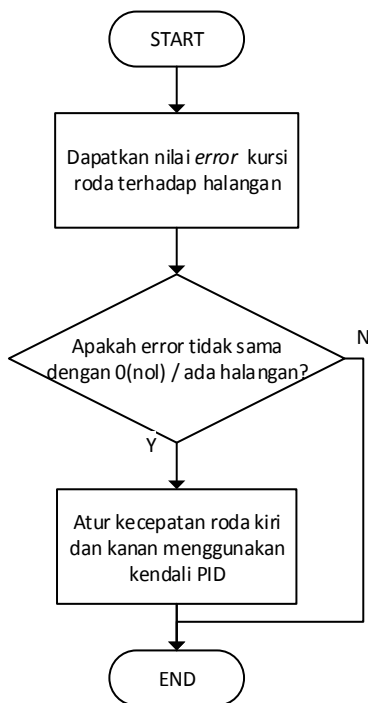 START
Dapatkan nilai error kursi
roda terhadap halangan
Apakah error tidak sama
dengan 0(nol) / ada halangan?
N
Y
Atur kecepatan roda kiri
dan kanan menggunakan
kendali PID
END